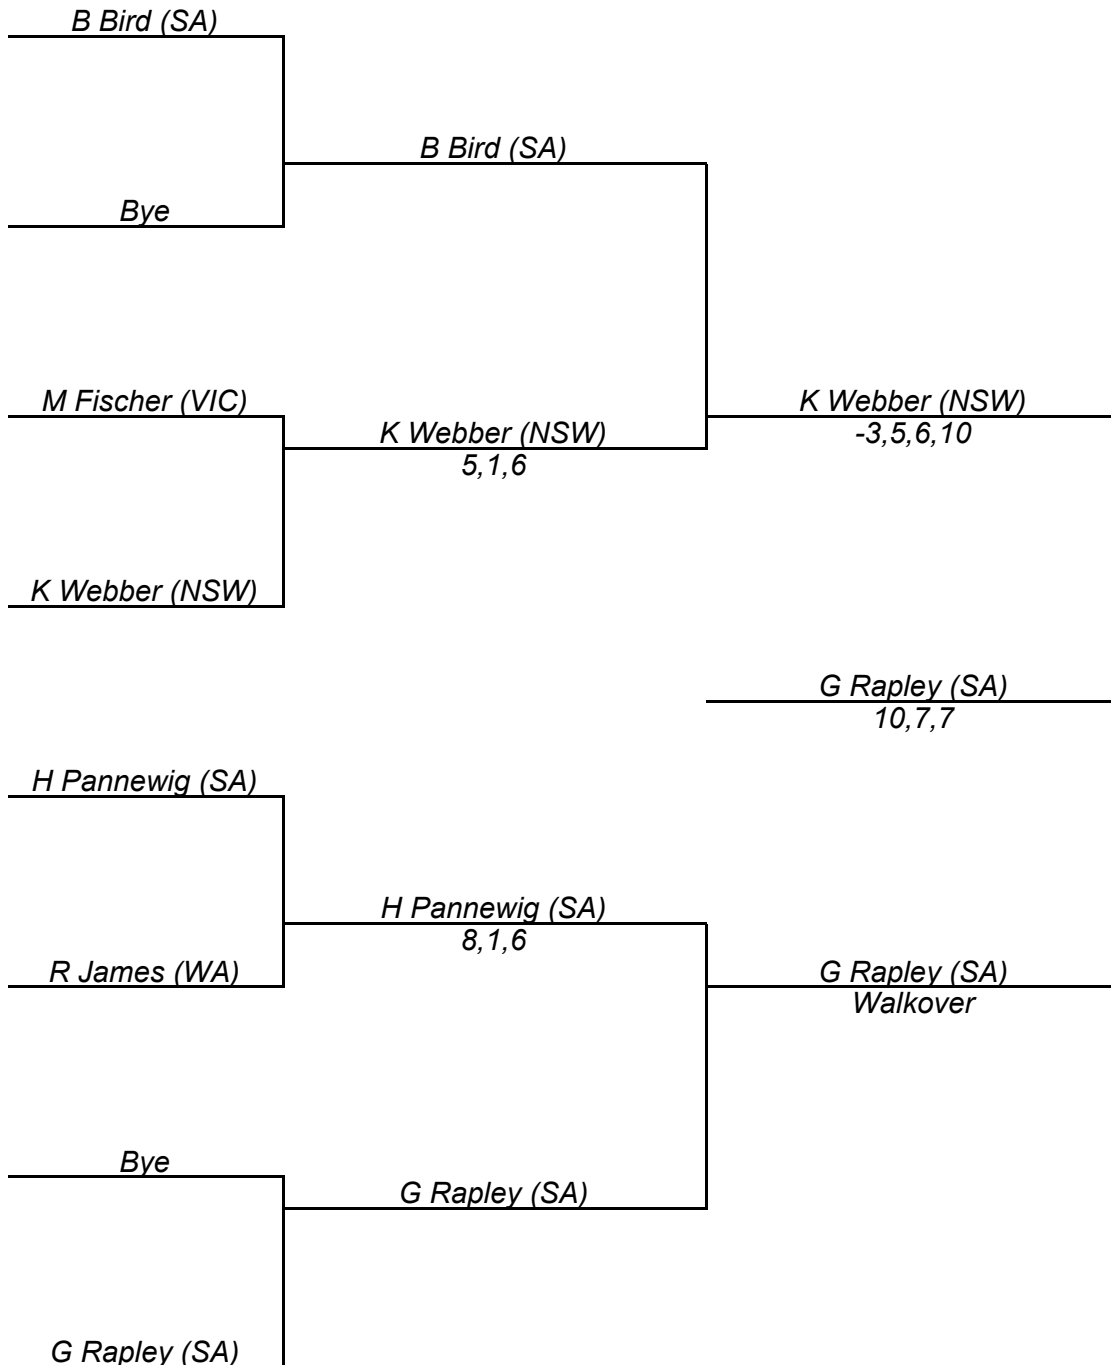 B Bird (SA)
B Bird (SA)
Bye
M Fischer (VIC)
K Webber (NSW)
-3,5,6,10
K Webber (NSW)
5,1,6
K Webber (NSW)
G Rapley (SA)
10,7,7
H Pannewig (SA)
H Pannewig (SA)
8,1,6
R James (WA)
G Rapley (SA)
Walkover
Bye
G Rapley (SA)
G Rapley (SA)